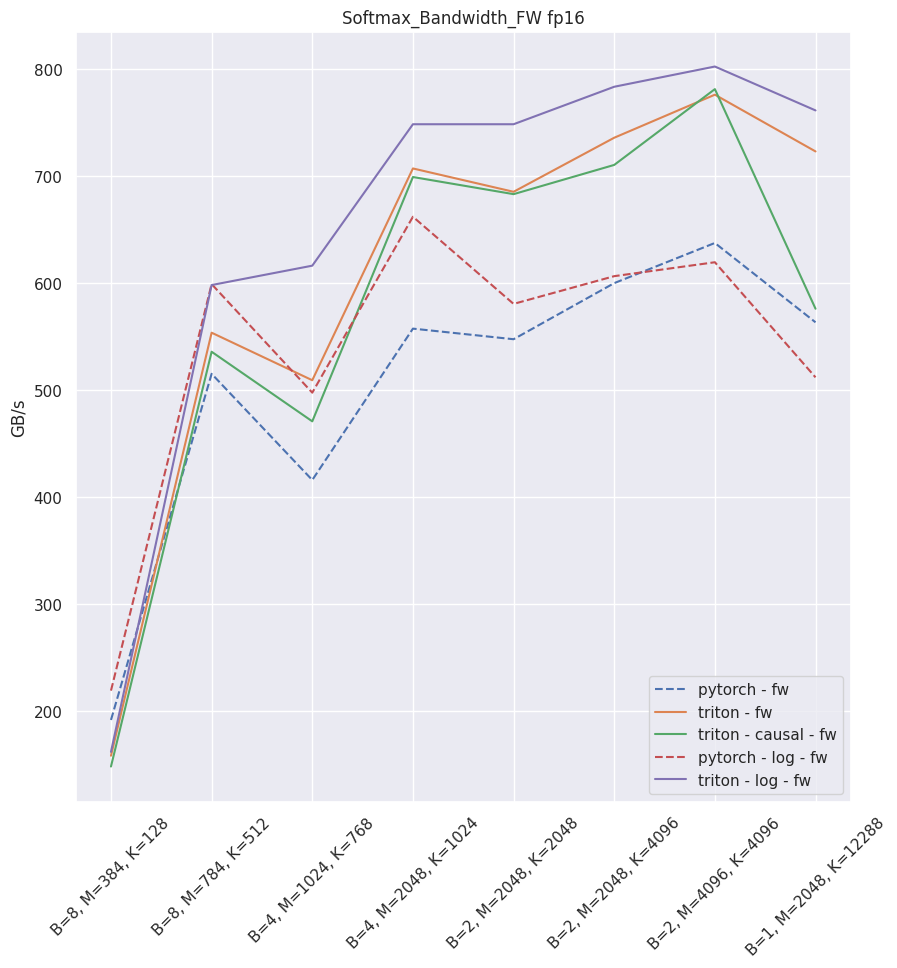 Softmax_Bandwidth_FW fp16
GB/s
800
700
600
500
400
300
200
pytorch - fw
triton - fw
triton - causal - fw
pytorch - log - fw
triton - log - fw
B=8, M=384, K=128
B=8, M=784, K=512
B=4, M=1024, K=768
B=4, M=2048, K=1024
B=2, M=2048, K=2048
B=2, M=2048, K=4096
B=2, M=4096, K=4096
B=1, M=2048, K=12288